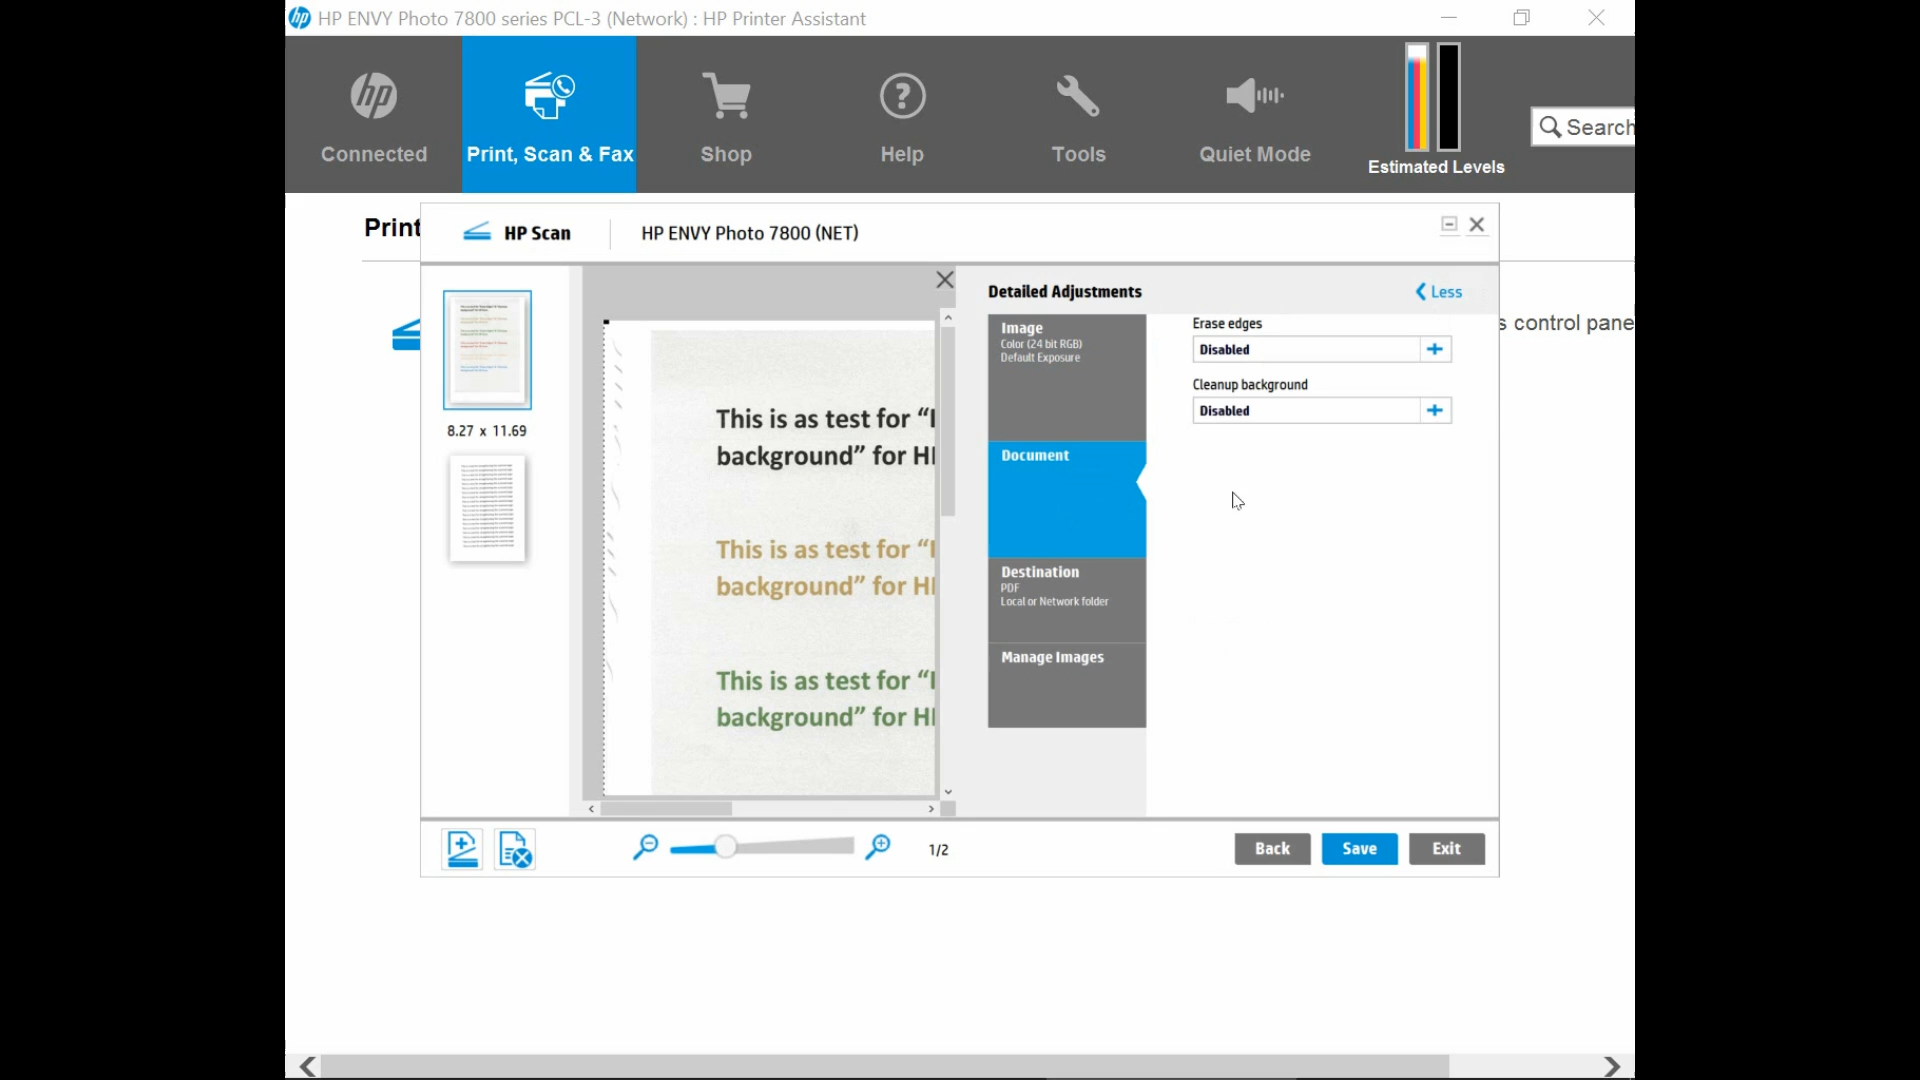 HP ENVY Photo 7800 series PCL-3 (Network) : HP Printer Assistant
hp
Connected
Print, Scan & Fax
Shop
Help
Tools
Quiet Mode
Estimated Levels
Search
Print
HP Scan
HP ENVY Photo 7800 (NET)
s control pane
8.27 x 11.69
This is as test for “
background” for H
This is as test for “
background” for H
This is as test for “
background” for H
Detailed Adjustments
Less
Image
Color (24 bit RGB)
Default Exposure
Document
Destination
PDF
Local or Network folder
Manage Images
Erase edges
Disabled
Cleanup background
Disabled
1/2
Back
Save
Exit